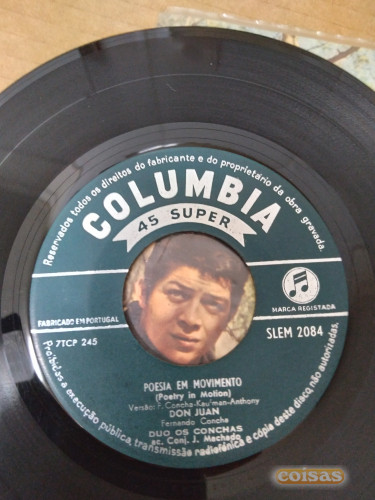 Reservados todos os direitos do fabricante e do proprietário da obra gravada.
COLUMBIA
45 SUPER
MARCA REGISTADA
FABRICADO EM PORTUGAL
SLEM 2084
7TCP 245
POESIA EM MOVIMENTO
(Poetry in Motion)
Versão: F. Concha-Kau'man-Anthony
DON JUAN
Fernando Concha
DUO OS CONCHAS
ac. Conj. J. Machado
Proibidas a execução pública, transmissão radiofónica e cópia deste disco não autorizadas.
coisas